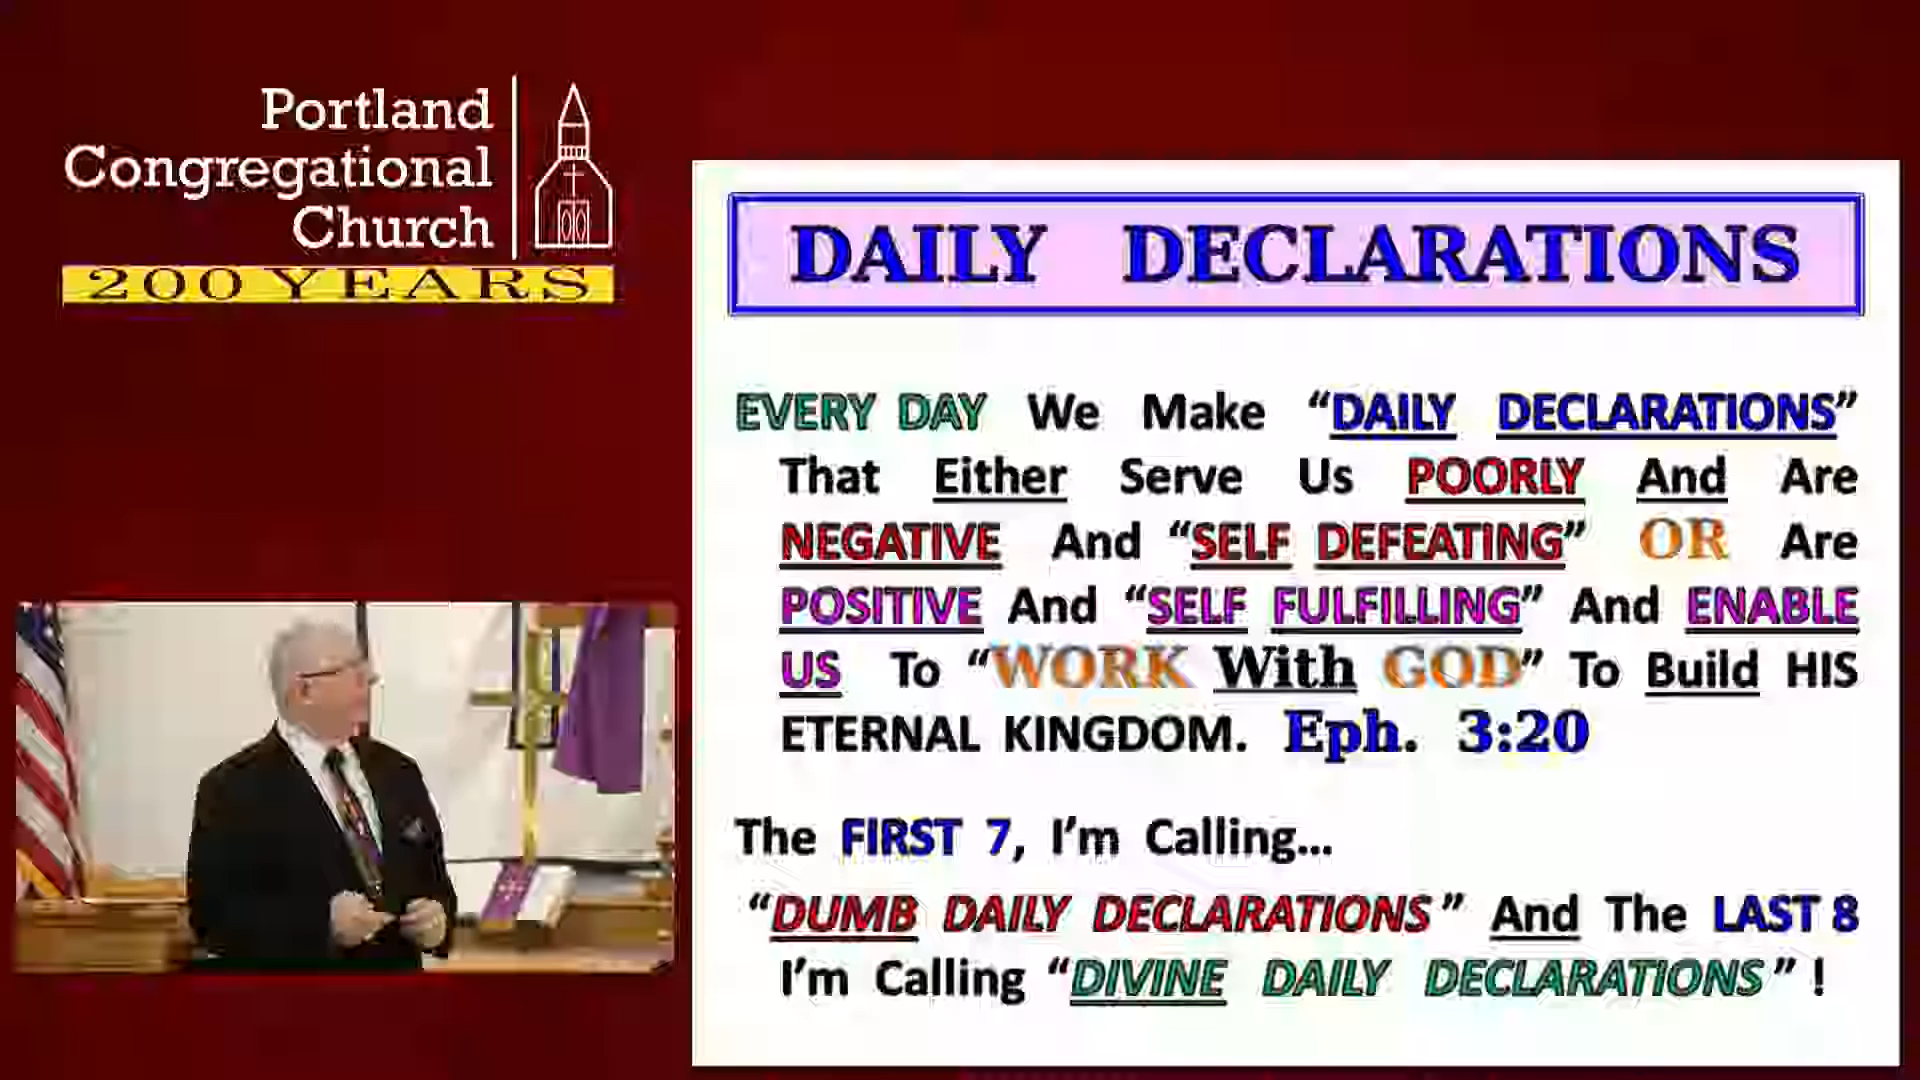 Portland
Congregational
Church
200 YEARS
DAILY DECLARATIONS
EVERY DAY We Make “DAILY DECLARATIONS”
That Either Serve Us POORLY And Are
NEGATIVE And “SELF DEFEATING” OR Are
POSITIVE And “SELF FULFILLING” And ENABLE
US To “WORK With GOD” To Build HIS
ETERNAL KINGDOM. Eph. 3:20
The FIRST 7, I’m Calling...
“DUMB DAILY DECLARATIONS” And The LAST 8
I’m Calling “DIVINE DAILY DECLARATIONS” !